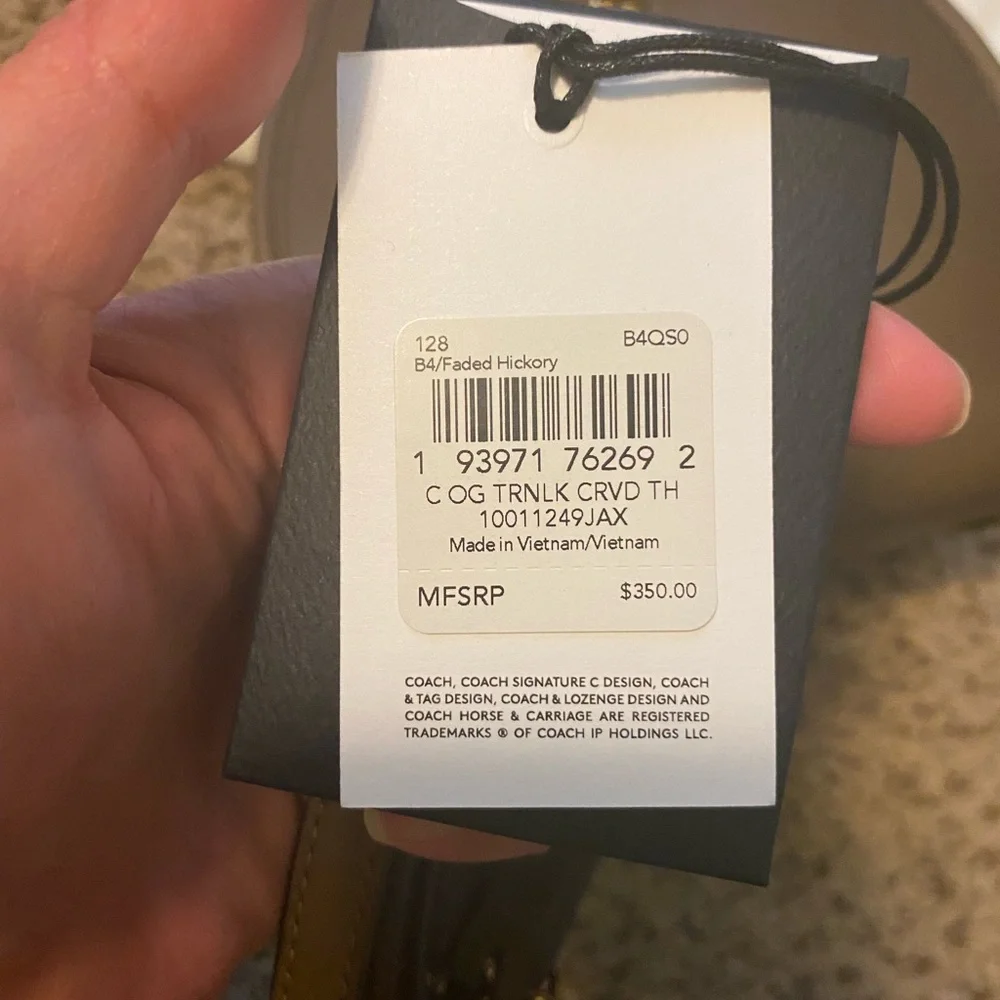 128 B4QS0
B4/Faded Hickory
1 93971 76269 2
C OG TRNLK CRVD TH
10011249JAX
Made in Vietnam/Vietnam
MFSRP $350.00
COACH, COACH SIGNATURE C DESIGN, COACH
& TAG DESIGN, COACH & LOZENGE DESIGN AND
COACH HORSE & CARRIAGE ARE REGISTERED
TRADEMARKS ® OF COACH IP HOLDINGS LLC.